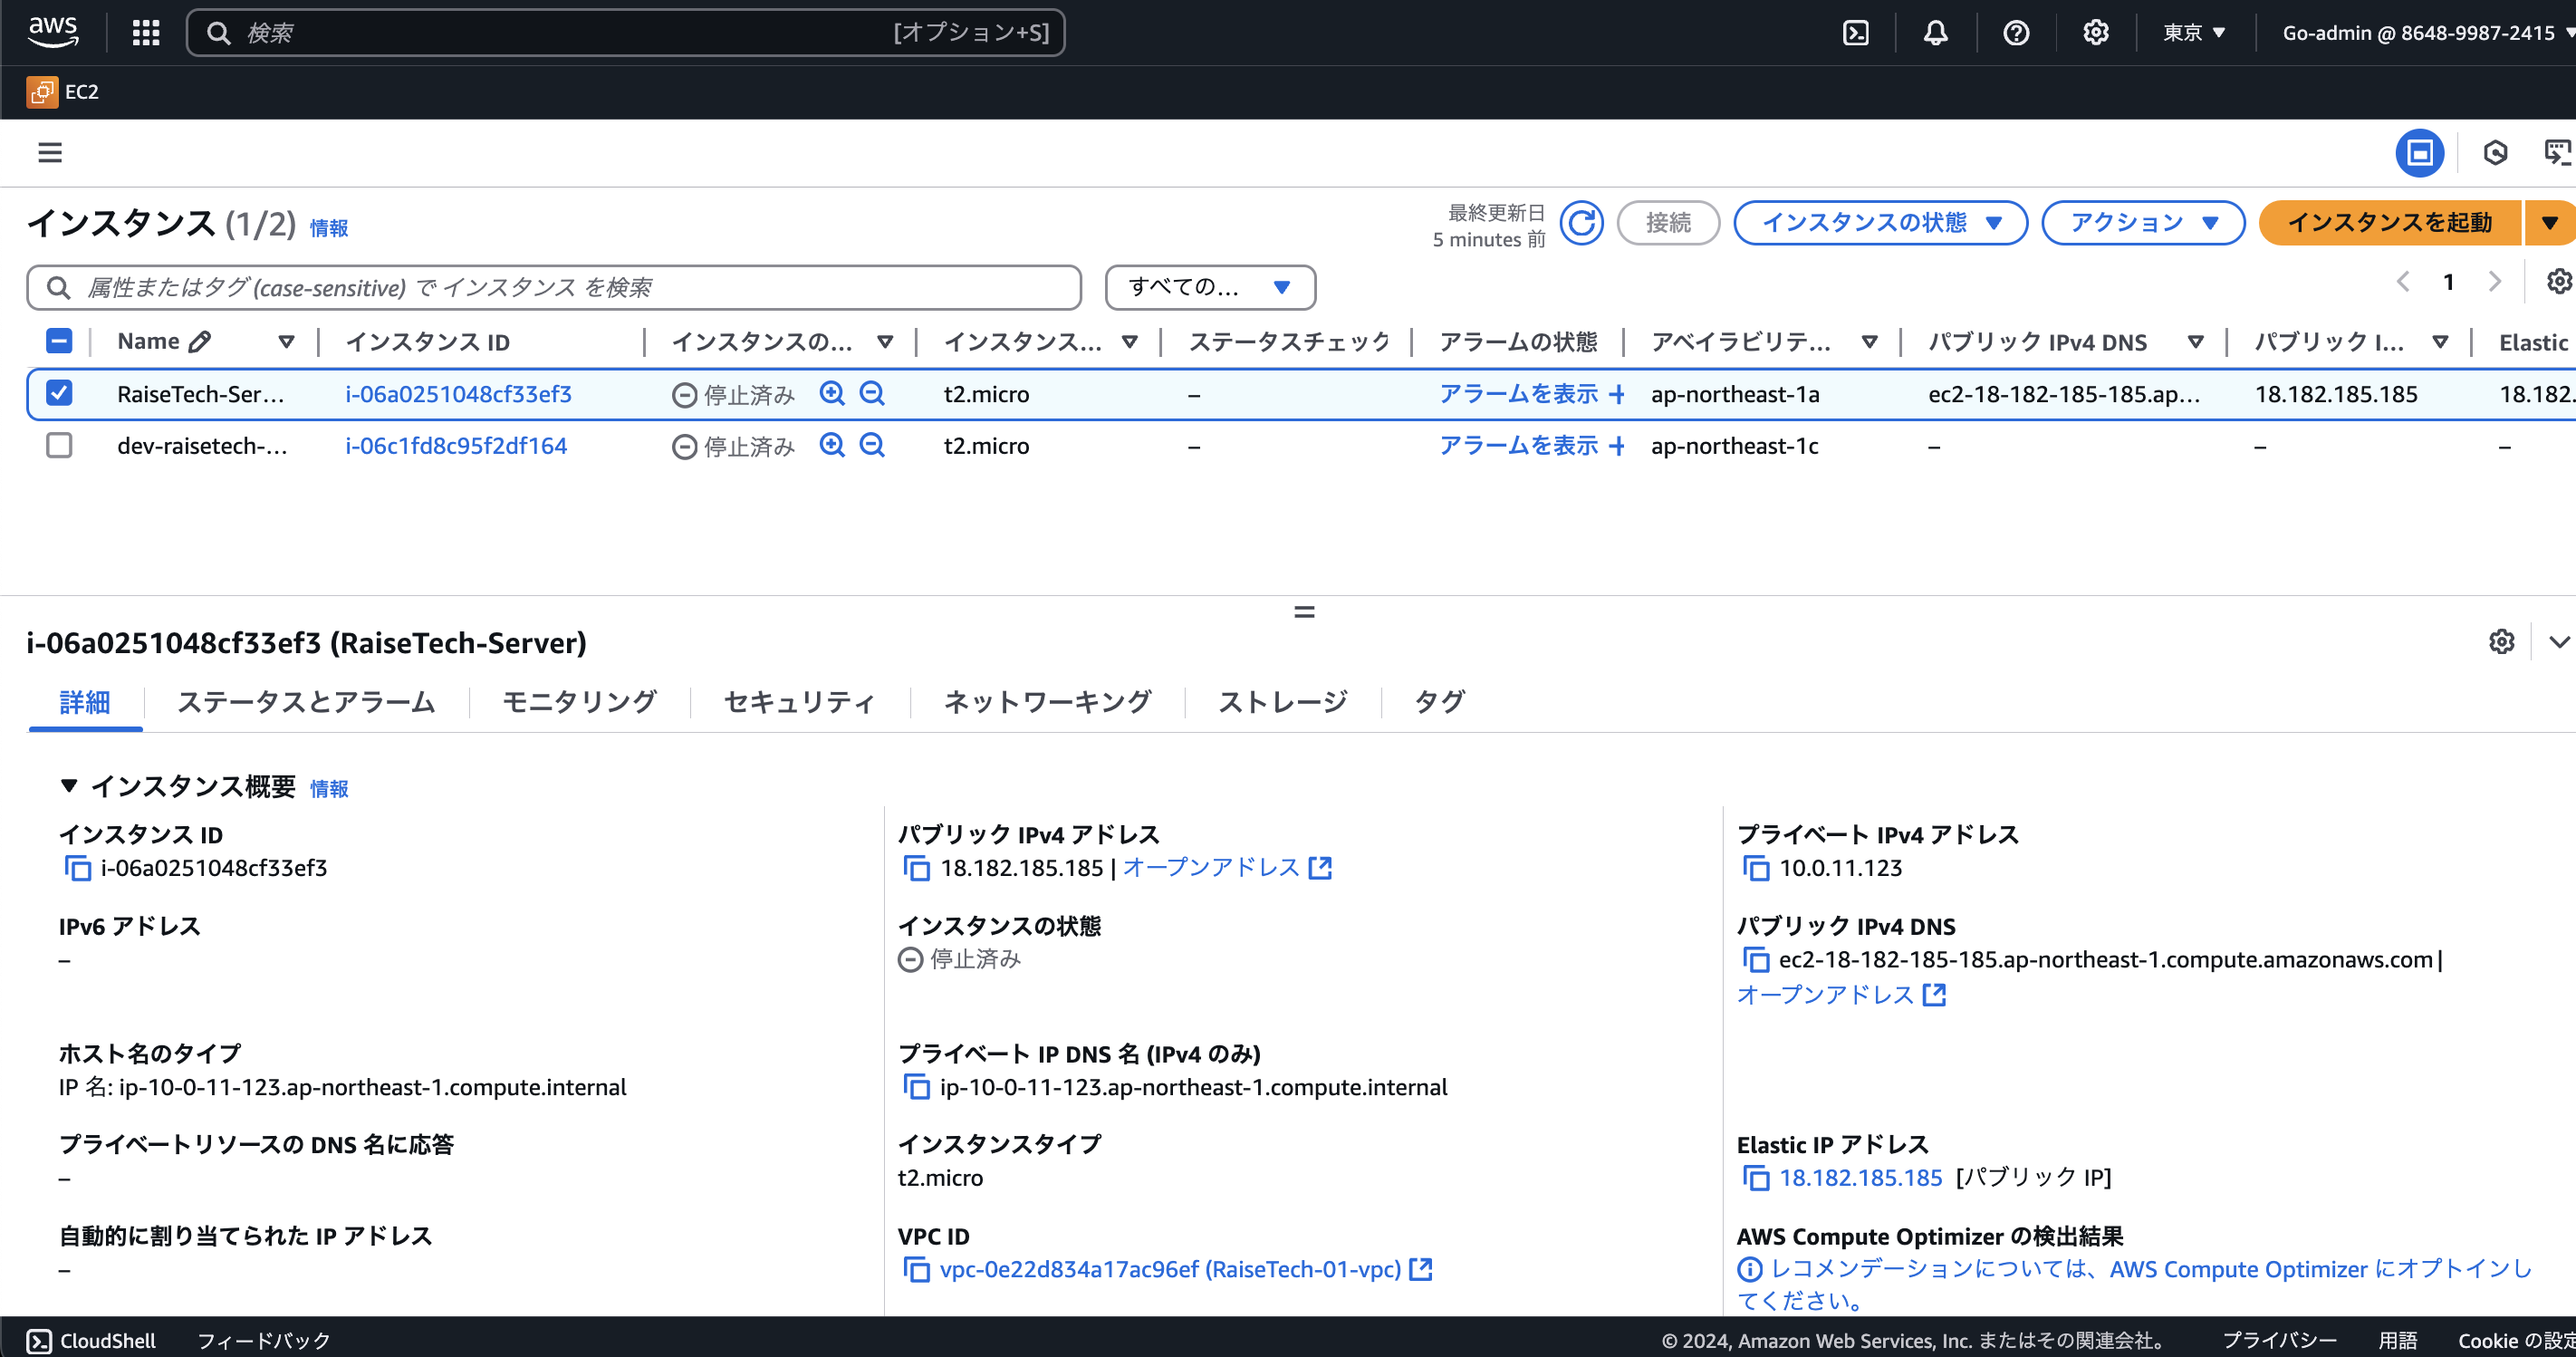 aws
検索 [オプション+S]
東京 ▼
Go-admin @ 8648-9987-2415 ▼
EC2
インスタンス (1/2) 情報
最終更新日
5 minutes 前
接続
インスタンスの状態 ▼
アクション ▼
インスタンスを起動 ▼
属性またはタグ (case-sensitive) で インスタンス を検索
すべての... ▼
1
Name インスタンス ID インスタンスの... インスタンス... ステータスチェック アラームの状態 アベイラビリテ... パブリック IPv4 DNS パブリック I... Elastic
RaiseTech-Ser... i-06a0251048cf33ef3 停止済み t2.micro – アラームを表示 + ap-northeast-1a ec2-18-182-185-185.ap... 18.182.185.185 18.182.
dev-raisetech-... i-06c1fd8c95f2df164 停止済み t2.micro – アラームを表示 + ap-northeast-1c – – –
i-06a0251048cf33ef3 (RaiseTech-Server)
詳細 ステータスとアラーム モニタリング セキュリティ ネットワーキング ストレージ タグ
▼ インスタンス概要 情報
インスタンス ID
i-06a0251048cf33ef3
パブリック IPv4 アドレス
18.182.185.185 | オープンアドレス
プライベート IPv4 アドレス
10.0.11.123
IPv6 アドレス
–
インスタンスの状態
停止済み
パブリック IPv4 DNS
ec2-18-182-185-185.ap-northeast-1.compute.amazonaws.com |
オープンアドレス
ホスト名のタイプ
IP 名: ip-10-0-11-123.ap-northeast-1.compute.internal
プライベート IP DNS 名 (IPv4 のみ)
ip-10-0-11-123.ap-northeast-1.compute.internal
プライベートリソースの DNS 名に応答
–
インスタンスタイプ
t2.micro
Elastic IP アドレス
18.182.185.185 [パブリック IP]
自動的に割り当てられた IP アドレス
–
VPC ID
vpc-0e22d834a17ac96ef (RaiseTech-01-vpc)
AWS Compute Optimizer の検出結果
レコメンデーションについては、AWS Compute Optimizer にオプトインし
てください。
CloudShell フィードバック
© 2024, Amazon Web Services, Inc. またはその関連会社。 プライバシー 用語 Cookie の設定